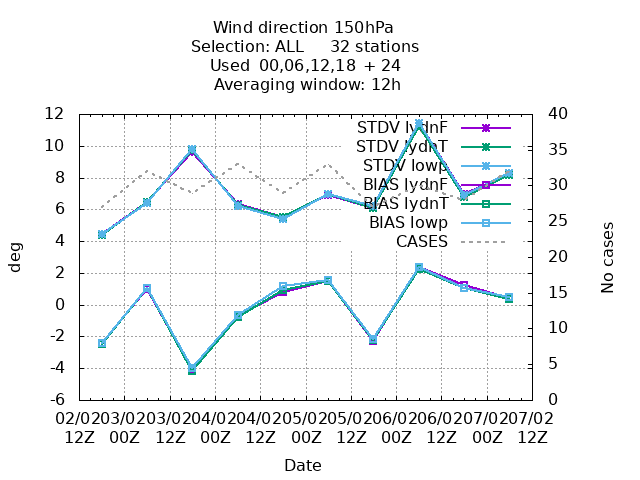 Wind direction 150hPa
Selection: ALL 32 stations
Used 00,06,12,18 + 24
Averaging window: 12h
12 10 8 6 4 2 0 -2 -4 -6
deg
40 35 30 25 20 15 10 5 0
No cases
STDV lydnF
STDV lydnT
STDV lowp
BIAS lydnF
BIAS lydnT
BIAS lowp
CASES
02/02 03/02 03/02 04/02 04/02 05/02 05/02 06/02 06/02 07/02 07/02
12Z 00Z 12Z 00Z 12Z 00Z 12Z 00Z 12Z 00Z 12Z
Date